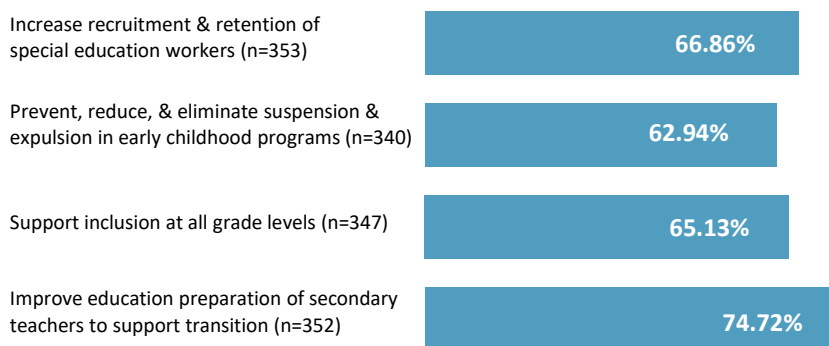 Increase recruitment & retention of
special education workers (n=353)
66.86%
Prevent, reduce, & eliminate suspension &
expulsion in early childhood programs (n=340)
62.94%
Support inclusion at all grade levels (n=347)
65.13%
Improve education preparation of secondary
teachers to support transition (n=352)
74.72%